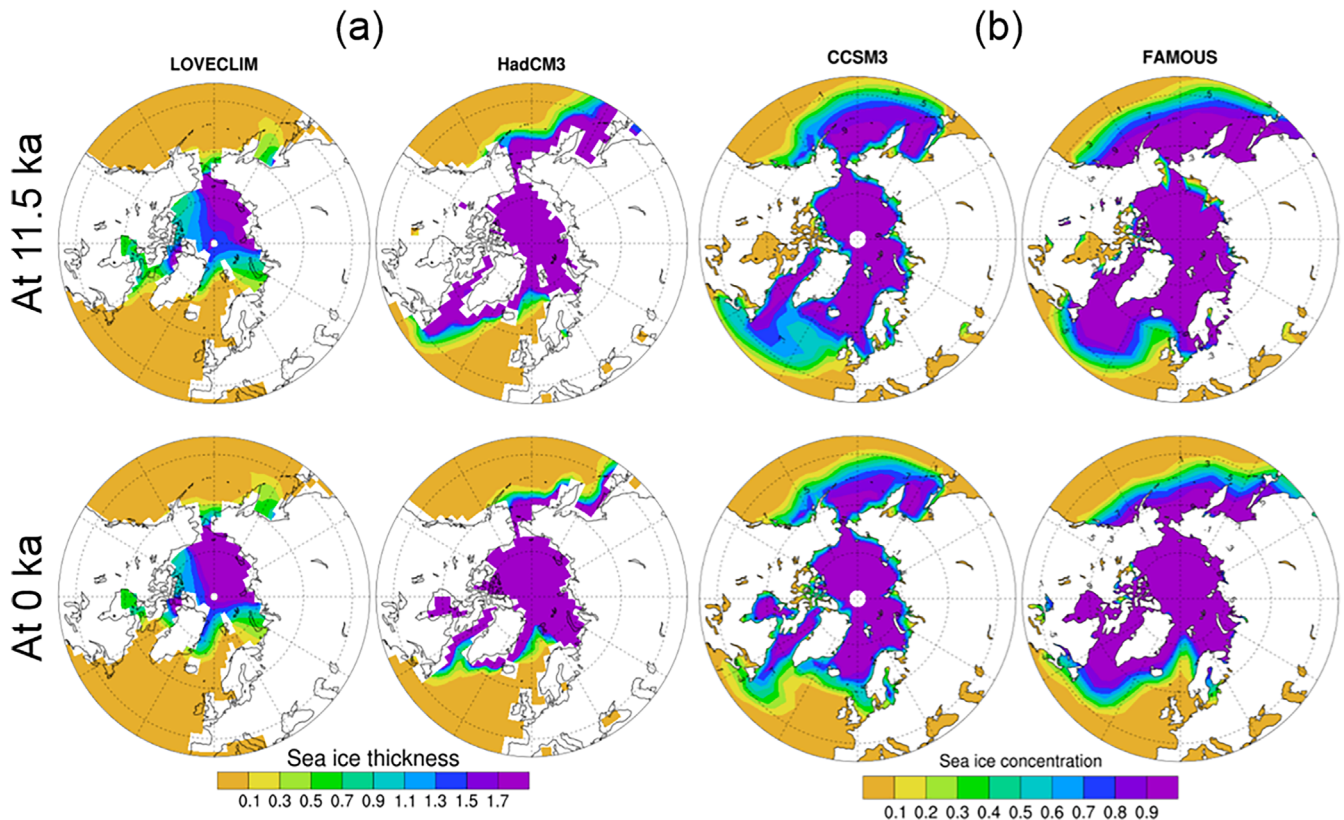 (a) (b)
LOVECLIM HadCM3 CCSM3 FAMOUS
At 11.5 ka
At 0 ka
Sea ice thickness
0.1 0.3 0.5 0.7 0.9 1.1 1.3 1.5 1.7
Sea ice concentration
0.1 0.2 0.3 0.4 0.5 0.6 0.7 0.8 0.9